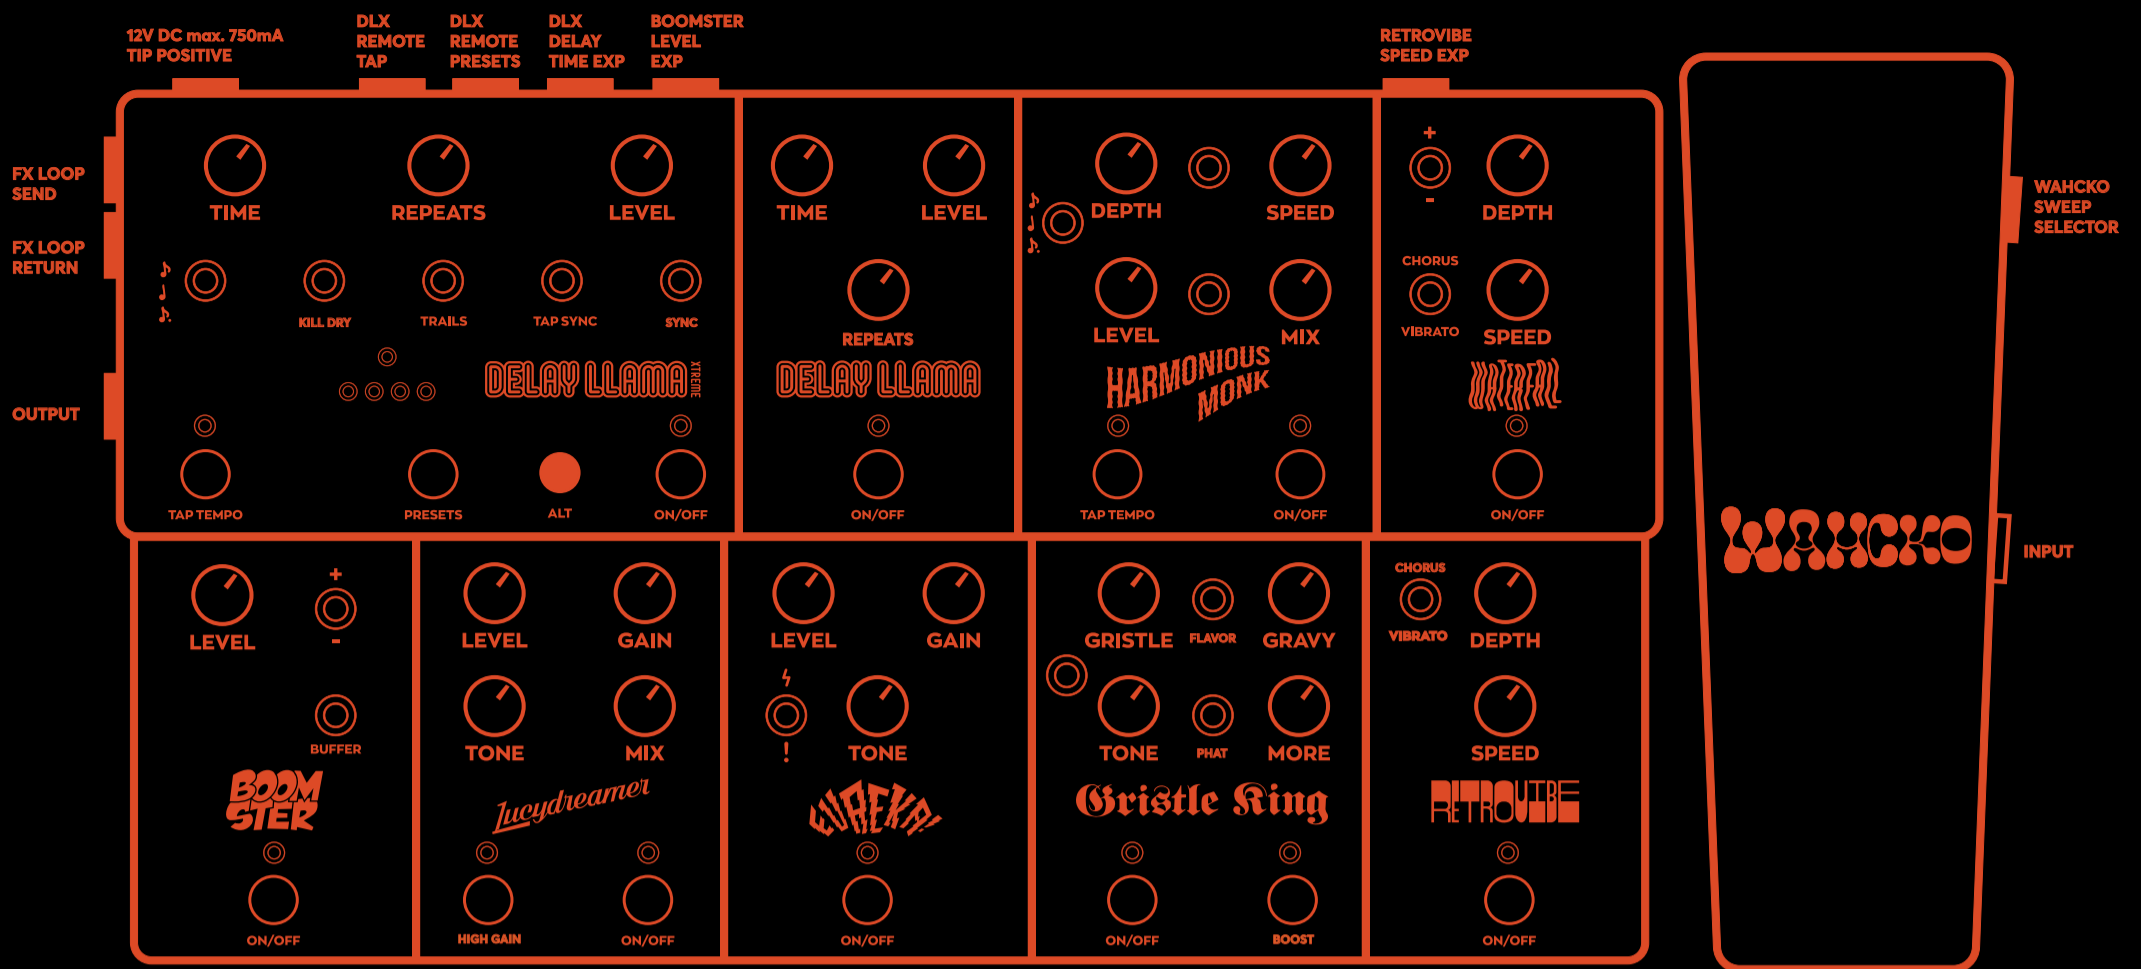 12V DC max. 750mA
TIP POSITIVE
DLX
REMOTE
TAP
DLX
REMOTE
PRESETS
DLX
DELAY
TIME EXP
BOOMSTER
LEVEL
EXP
RETROVIBE
SPEED EXP
FX LOOP
SEND
FX LOOP
RETURN
OUTPUT
TIME
REPEATS
LEVEL
KILL DRY
TRAILS
TAP SYNC
SYNC
DELAY LLAMA XTREME
TAP TEMPO
PRESETS
ALT
ON/OFF
TIME
LEVEL
REPEATS
DELAY LLAMA
ON/OFF
DEPTH
SPEED
LEVEL
MIX
HARMONIOUS
MONK
TAP TEMPO
ON/OFF
+
-
DEPTH
CHORUS
VIBRATO
SPEED
WATERFALL
ON/OFF
WAHCKO
SWEEP
SELECTOR
WAHCKO
INPUT
LEVEL
+
-
BUFFER
BOOM
STER
ON/OFF
LEVEL
GAIN
TONE
MIX
Lucydreamer
HIGH GAIN
ON/OFF
LEVEL
GAIN
!
TONE
EUREKA!
ON/OFF
GRISTLE
FLAVOR
GRAVY
TONE
PHAT
MORE
Gristle King
ON/OFF
BOOST
CHORUS
VIBRATO
DEPTH
SPEED
RETROVIBE
ON/OFF